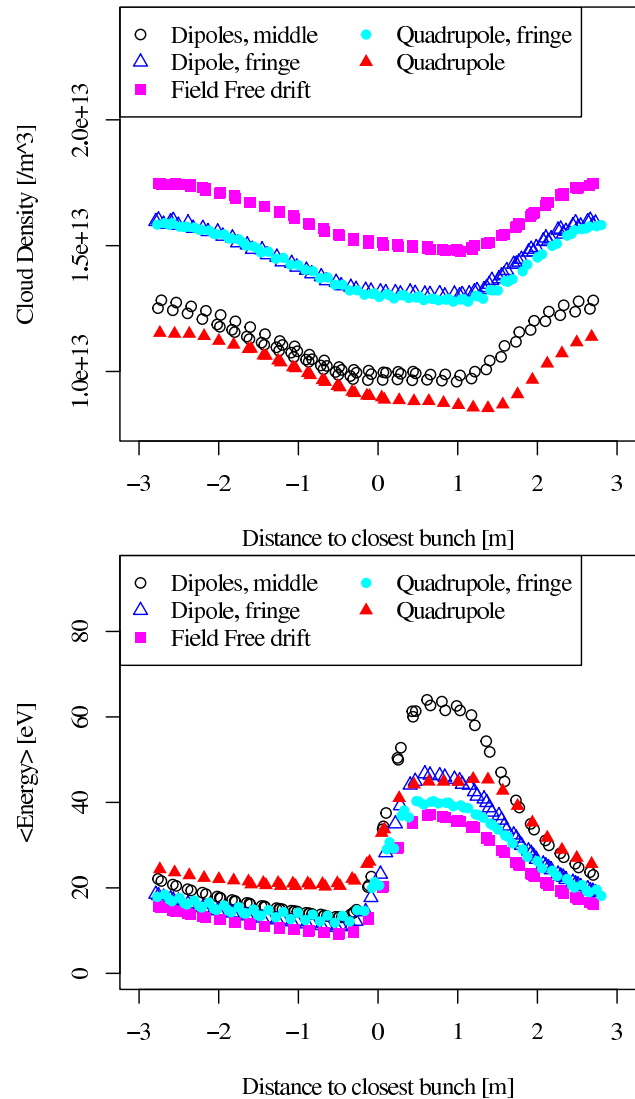 Dipoles, middle
Quadrupole, fringe
Dipole, fringe
Quadrupole
Field Free drift
Cloud Density [/m^3]
2.0e+13
1.5e+13
1.0e+13
−3 −2 −1 0 1 2 3
Distance to closest bunch [m]
Dipoles, middle
Quadrupole, fringe
Dipole, fringe
Quadrupole
Field Free drift
<Energy> [eV]
80
60
40
20
0
−3 −2 −1 0 1 2 3
Distance to closest bunch [m]